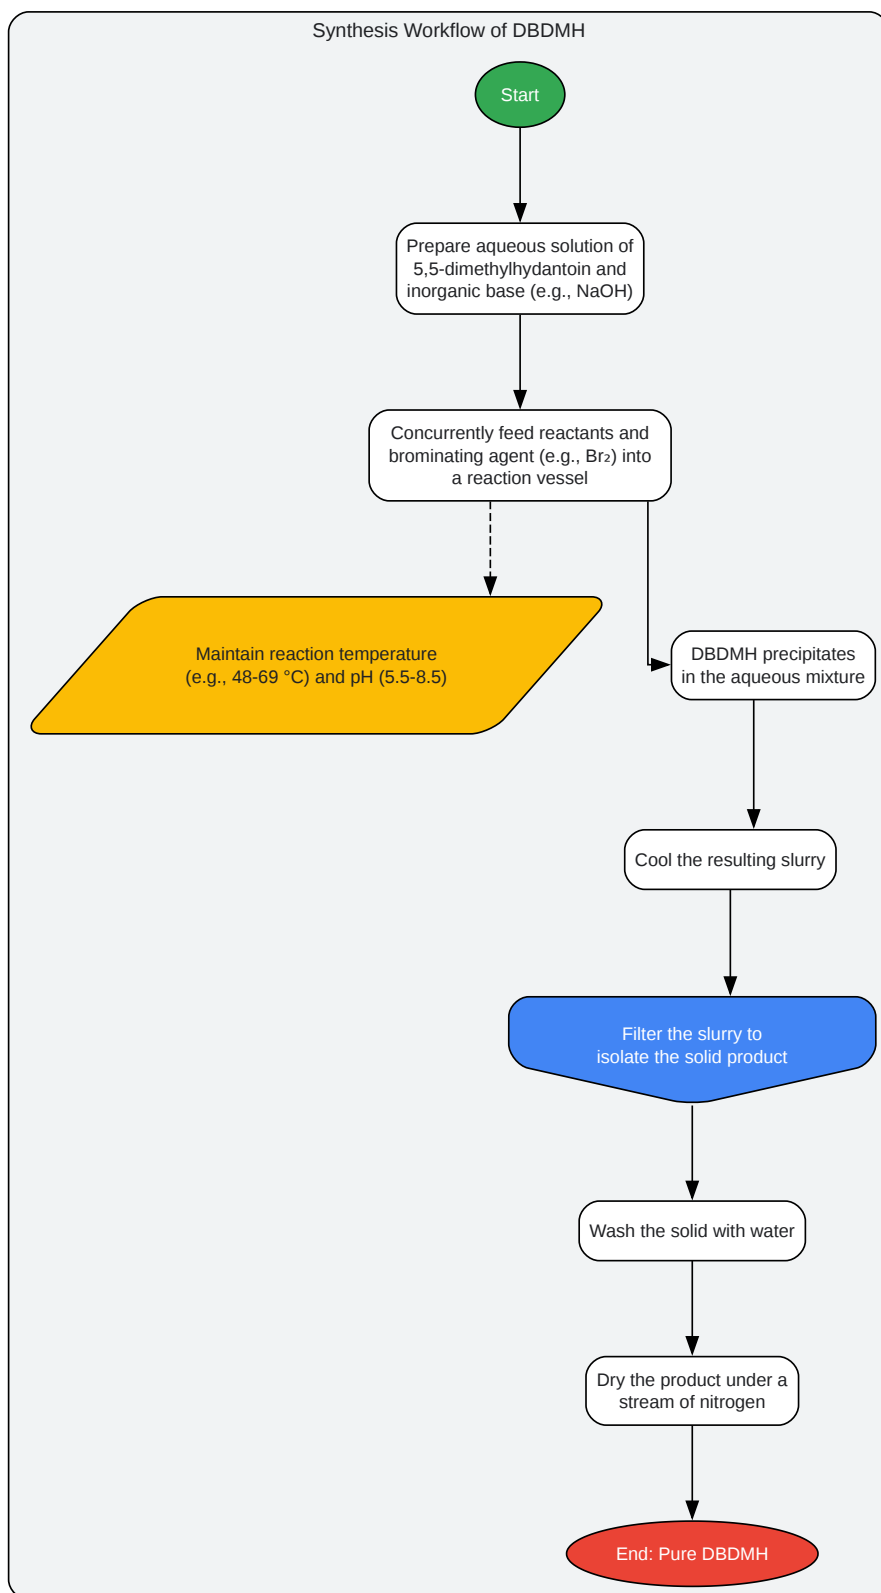 Synthesis Workflow of DBDMH
Start
Prepare aqueous solution of
5,5-dimethylhydantoin and
inorganic base (e.g., NaOH)
Concurrently feed reactants and
brominating agent (e.g., Br₂) into
a reaction vessel
Maintain reaction temperature
(e.g., 48-69 °C) and pH (5.5-8.5)
DBDMH precipitates
in the aqueous mixture
Cool the resulting slurry
Filter the slurry to
isolate the solid product
Wash the solid with water
Dry the product under a
stream of nitrogen
End: Pure DBDMH